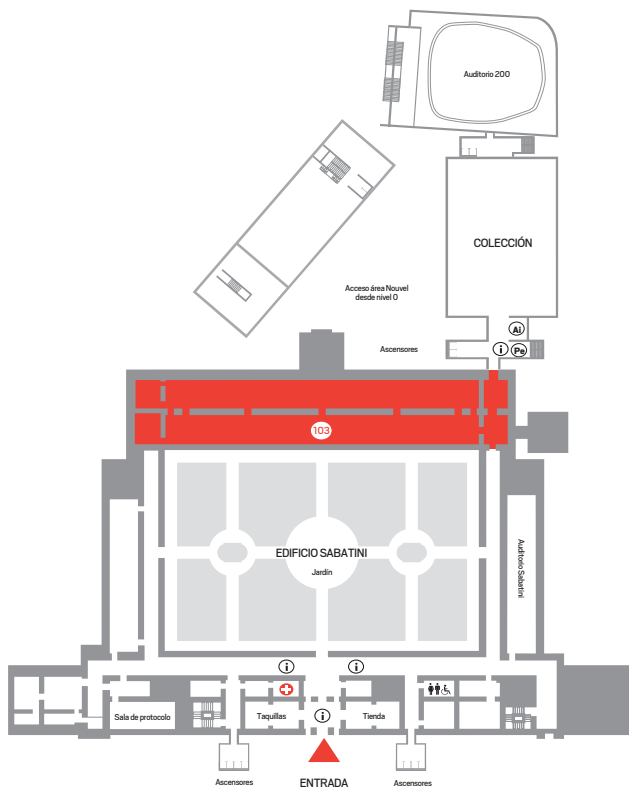 Auditorio 200
COLECCIÓN
Acceso área Nouvel
desde nivel 0
Ai
Ascensores
i
Pe
103
EDIFICIO SABATINI
Jardín
Auditorio Sabatini
i
i
Sala de protocolo
Taquillas
i
Tienda
Ascensores
ENTRADA
Ascensores